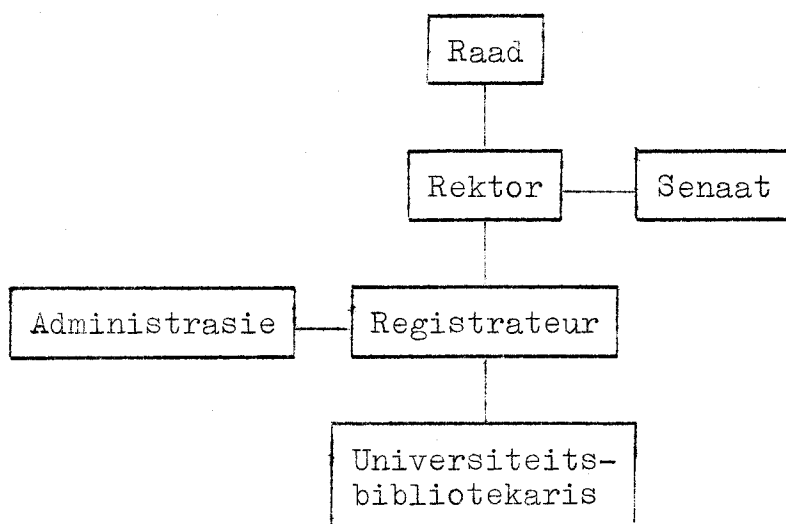 Raad
Rektor
Senaat
Administrasie
Registrateur
Universiteits-
bibliotekaris